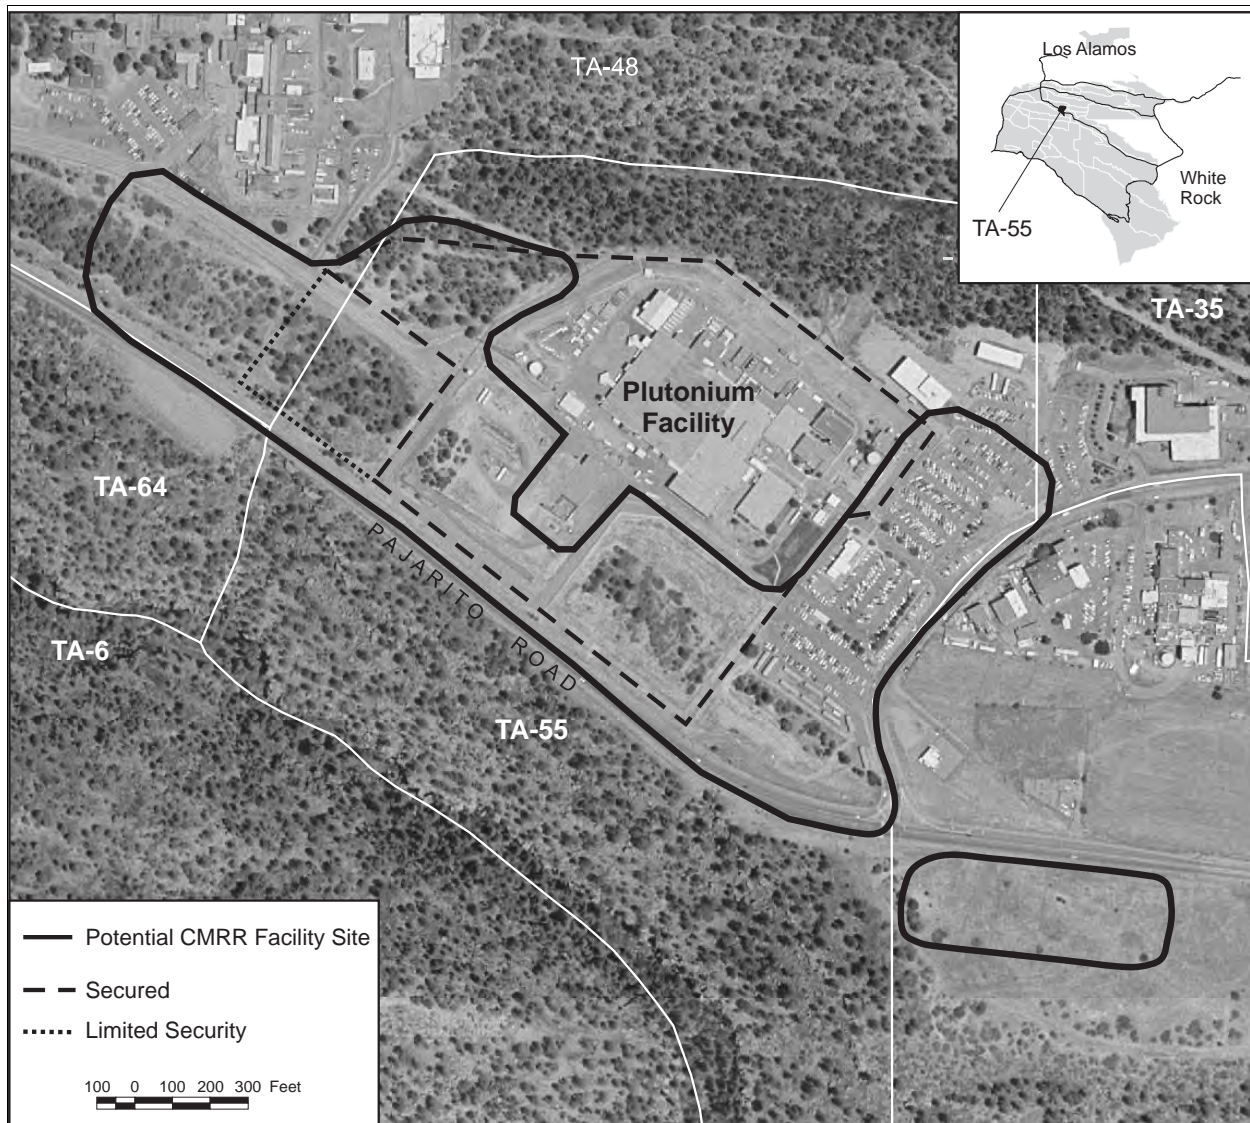 TA-48
Los Alamos
White
Rock
TA-55
TA-35
Plutonium
Facility
TA-64
PAJARITO ROAD
TA-6
TA-55
Potential CMRR Facility Site
Secured
Limited Security
100 0 100 200 300 Feet